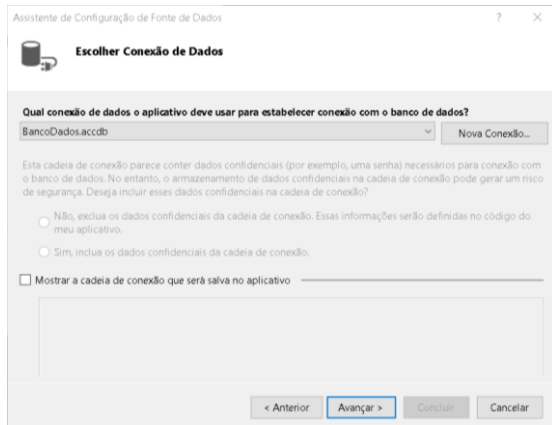 Assistente de Configuração de Fonte de Dados ? ×
Escolher Conexão de Dados
Qual conexão de dados o aplicativo deve usar para estabelecer conexão com o banco de dados?
BancoDados.accdb
Nova Conexão...
Esta cadeia de conexão parece conter dados confidenciais (por exemplo, uma senha) necessários para conexão com
o banco de dados. No entanto, o armazenamento de dados confidenciais na cadeia de conexão pode gerar um risco
de segurança. Deseja incluir esses dados confidenciais na cadeia de conexão?
Não, exclua os dados confidenciais da cadeia de conexão. Essas informações serão definidas no código do
meu aplicativo.
Sim, inclua os dados confidenciais da cadeia de conexão.
Mostrar a cadeia de conexão que será salva no aplicativo
< Anterior
Avançar >
Concluir
Cancelar